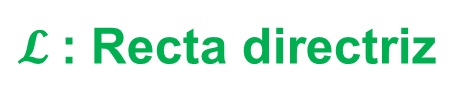 ℒ : Recta directriz